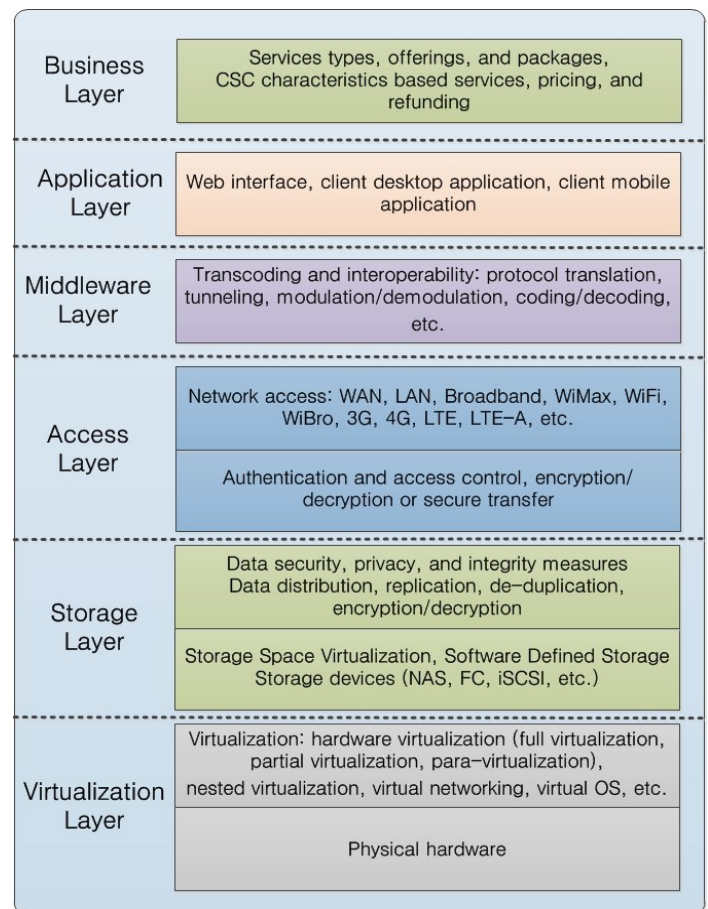 Business
Layer
Services types, offerings, and packages,
CSC characteristics based services, pricing, and
refunding
Application
Layer
Web interface, client desktop application, client mobile
application
Middleware
Layer
Transcoding and interoperability: protocol translation,
tunneling, modulation/demodulation, coding/decoding,
etc.
Access
Layer
Network access: WAN, LAN, Broadband, WiMax, WiFi,
WiBro, 3G, 4G, LTE, LTE-A, etc.
Authentication and access control, encryption/
decryption or secure transfer
Storage
Layer
Data security, privacy, and integrity measures
Data distribution, replication, de-duplication,
encryption/decryption
Storage Space Virtualization, Software Defined Storage
Storage devices (NAS, FC, iSCSI, etc.)
Virtualization
Layer
Virtualization: hardware virtualization (full virtualization,
partial virtualization, para-virtualization),
nested virtualization, virtual networking, virtual OS, etc.
Physical hardware